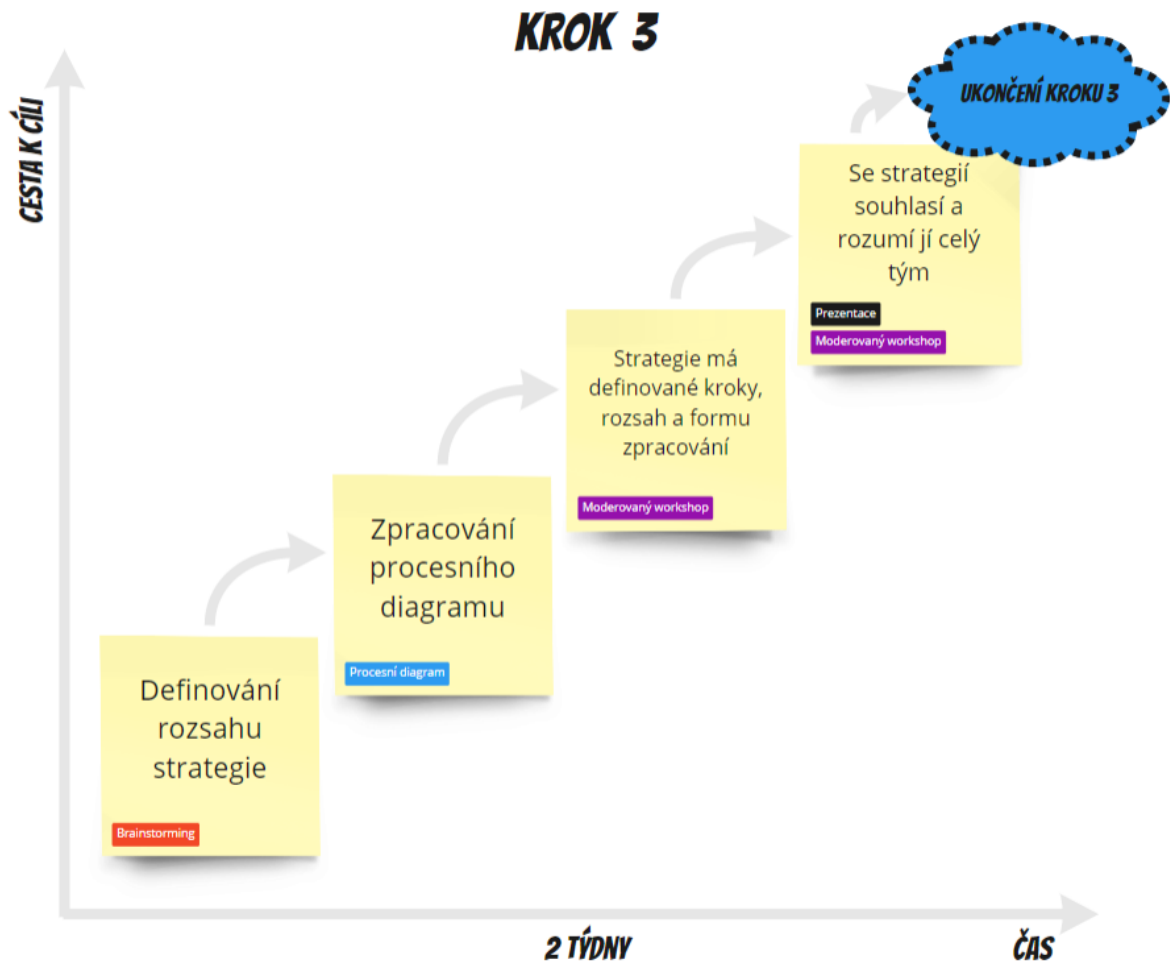 KROK 3
CESTA K CÍLI
UKONČENÍ KROKU 3
Se strategií
souhlasí a
rozumí jí celý
tým
Prezentace
Moderovaný workshop
Strategie má
definované kroky,
rozsah a formu
zpracování
Moderovaný workshop
Zpracování
procesního
diagramu
Procesní diagram
Definování
rozsahu
strategie
Brainstorming
2 TÝDNY
ČAS